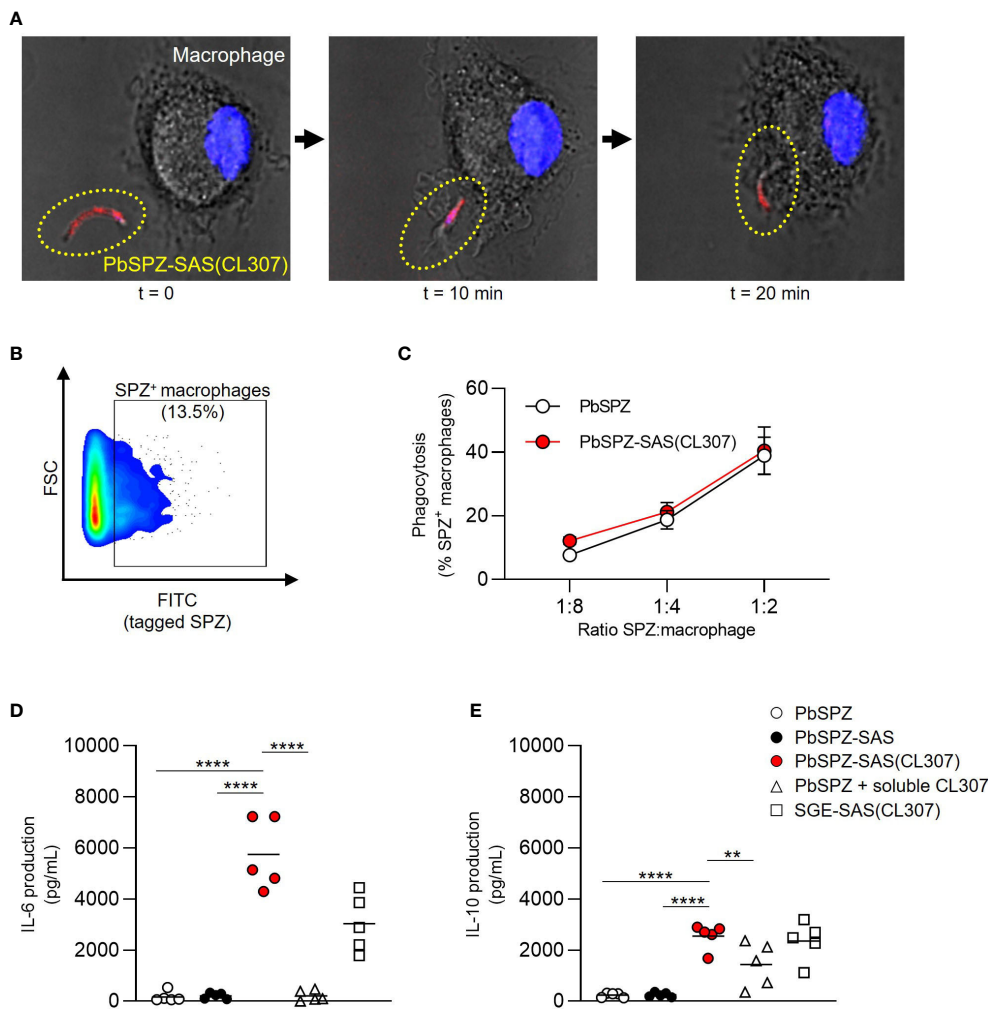 A
Macrophage
PbSPZ-SAS(CL307)
t = 0
t = 10 min
t = 20 min
B
SPZ⁺ macrophages
(13.5%)
FSC
FITC
(tagged SPZ)
C
PbSPZ
PbSPZ-SAS(CL307)
Phagocytosis
(% SPZ⁺ macrophages)
60
40
20
0
1:8
1:4
1:2
Ratio SPZ:macrophage
D
IL-6 production
(pg/mL)
10000
8000
6000
4000
2000
0
****
****
****
E
IL-10 production
(pg/mL)
10000
8000
6000
4000
2000
0
**
****
****
PbSPZ
PbSPZ-SAS
PbSPZ-SAS(CL307)
PbSPZ + soluble CL307
SGE-SAS(CL307)